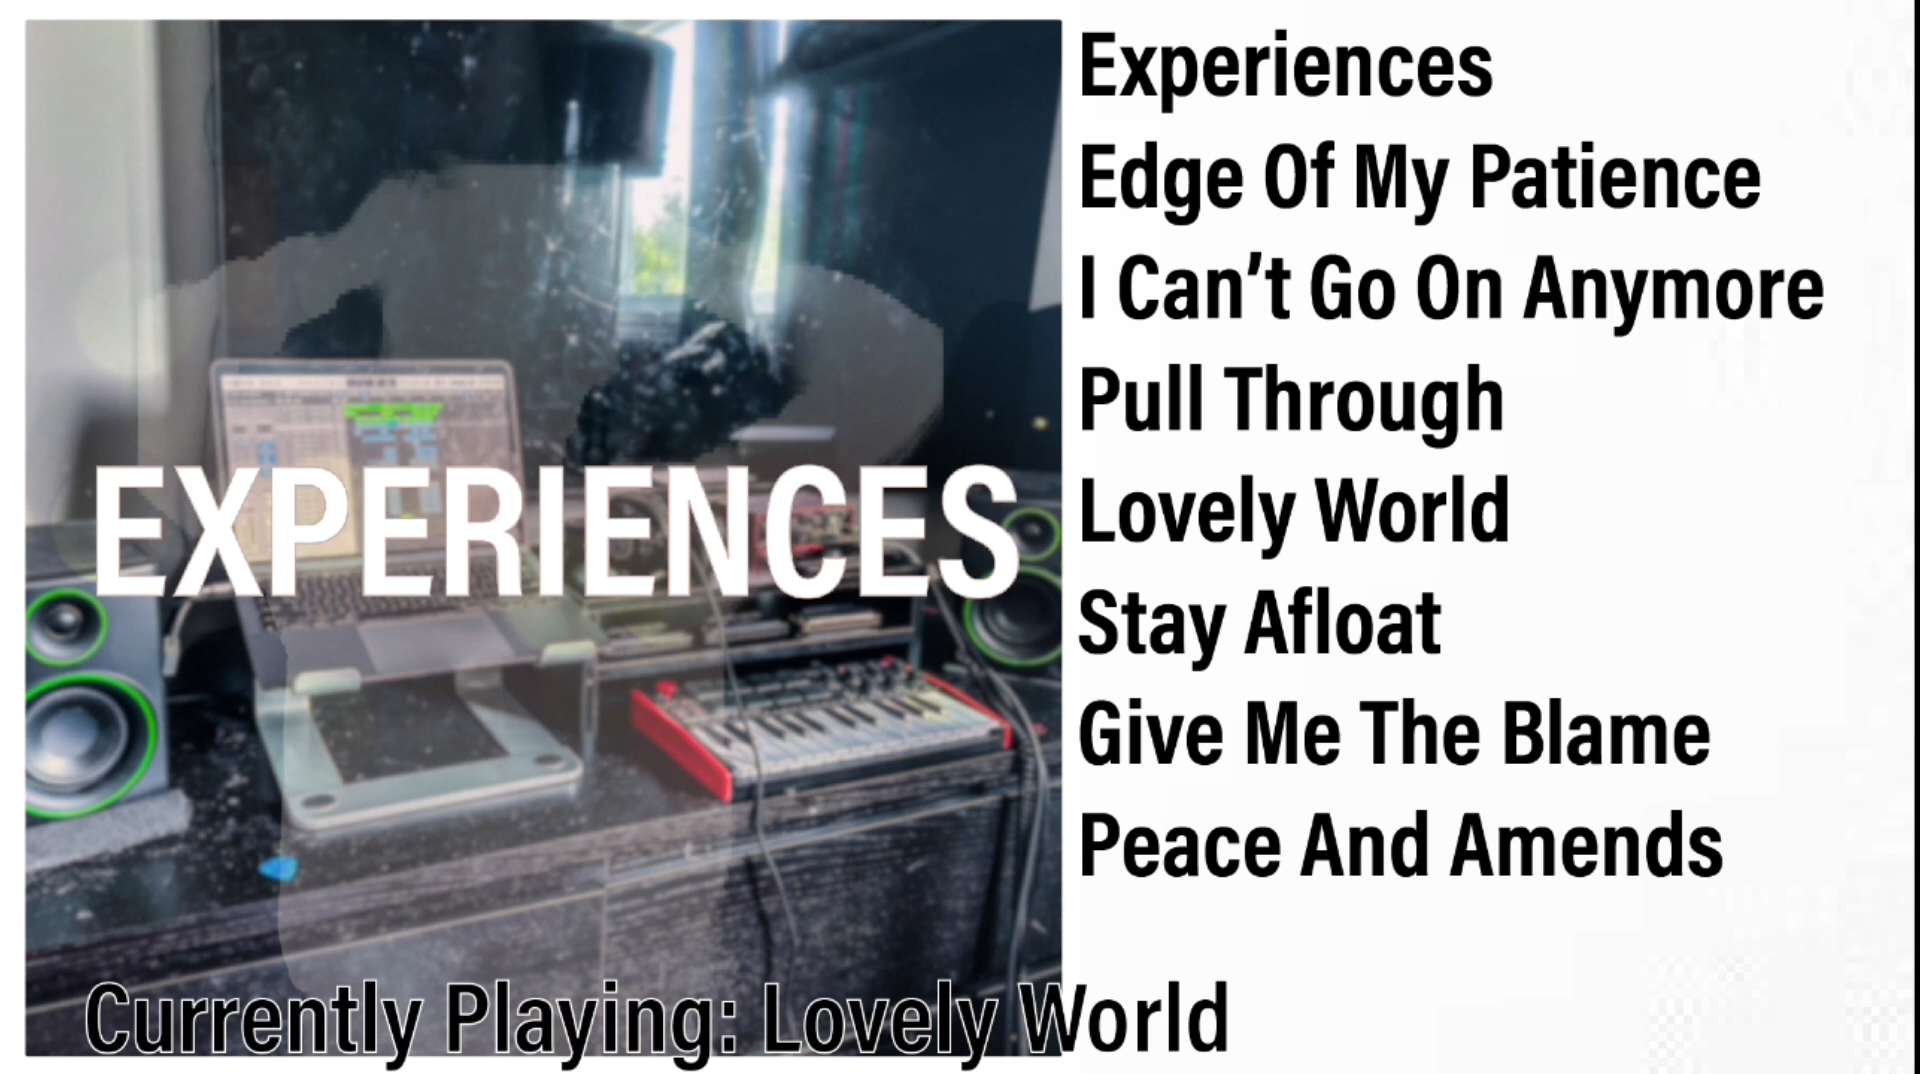 EXPERIENCES
Experiences
Edge Of My Patience
I Can’t Go On Anymore
Pull Through
Lovely World
Stay Afloat
Give Me The Blame
Peace And Amends
Currently Playing: Lovely World